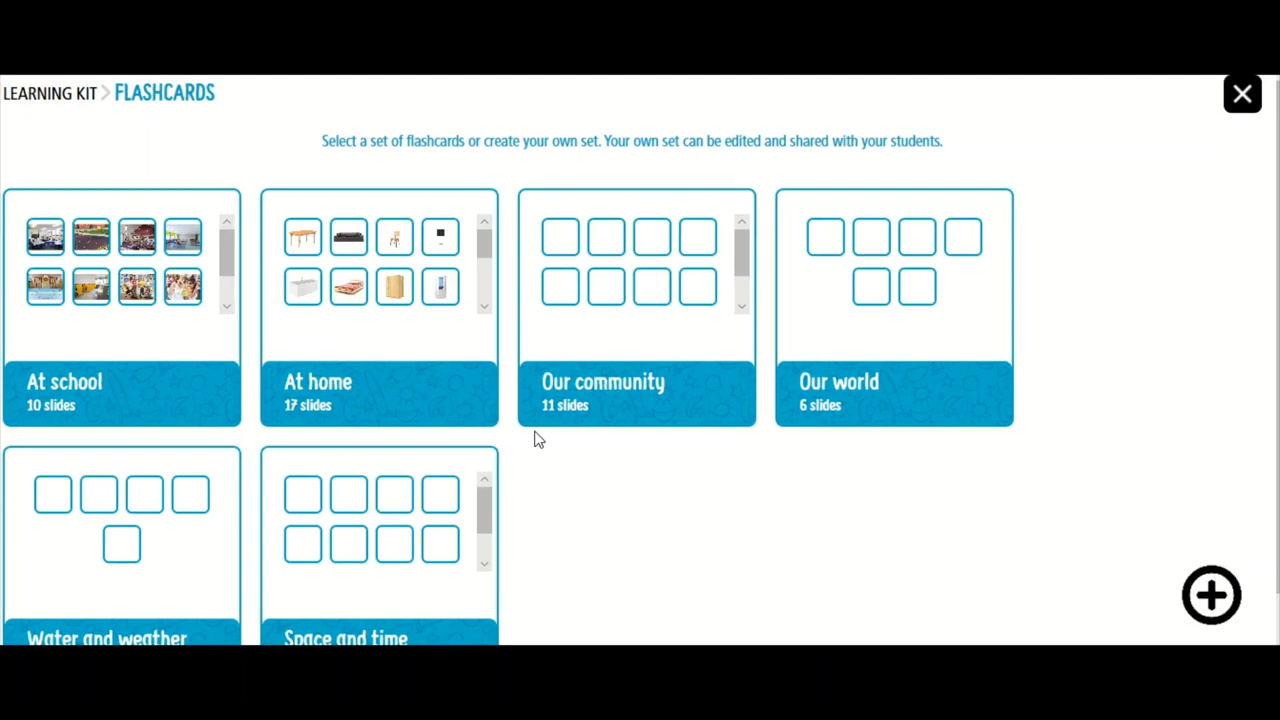 LEARNING KIT > FLASHCARDS
Select a set of flashcards or create your own set. Your own set can be edited and shared with your students.
At school
10 slides
At home
17 slides
Our community
11 slides
Our world
6 slides
Water and weather
Space and time